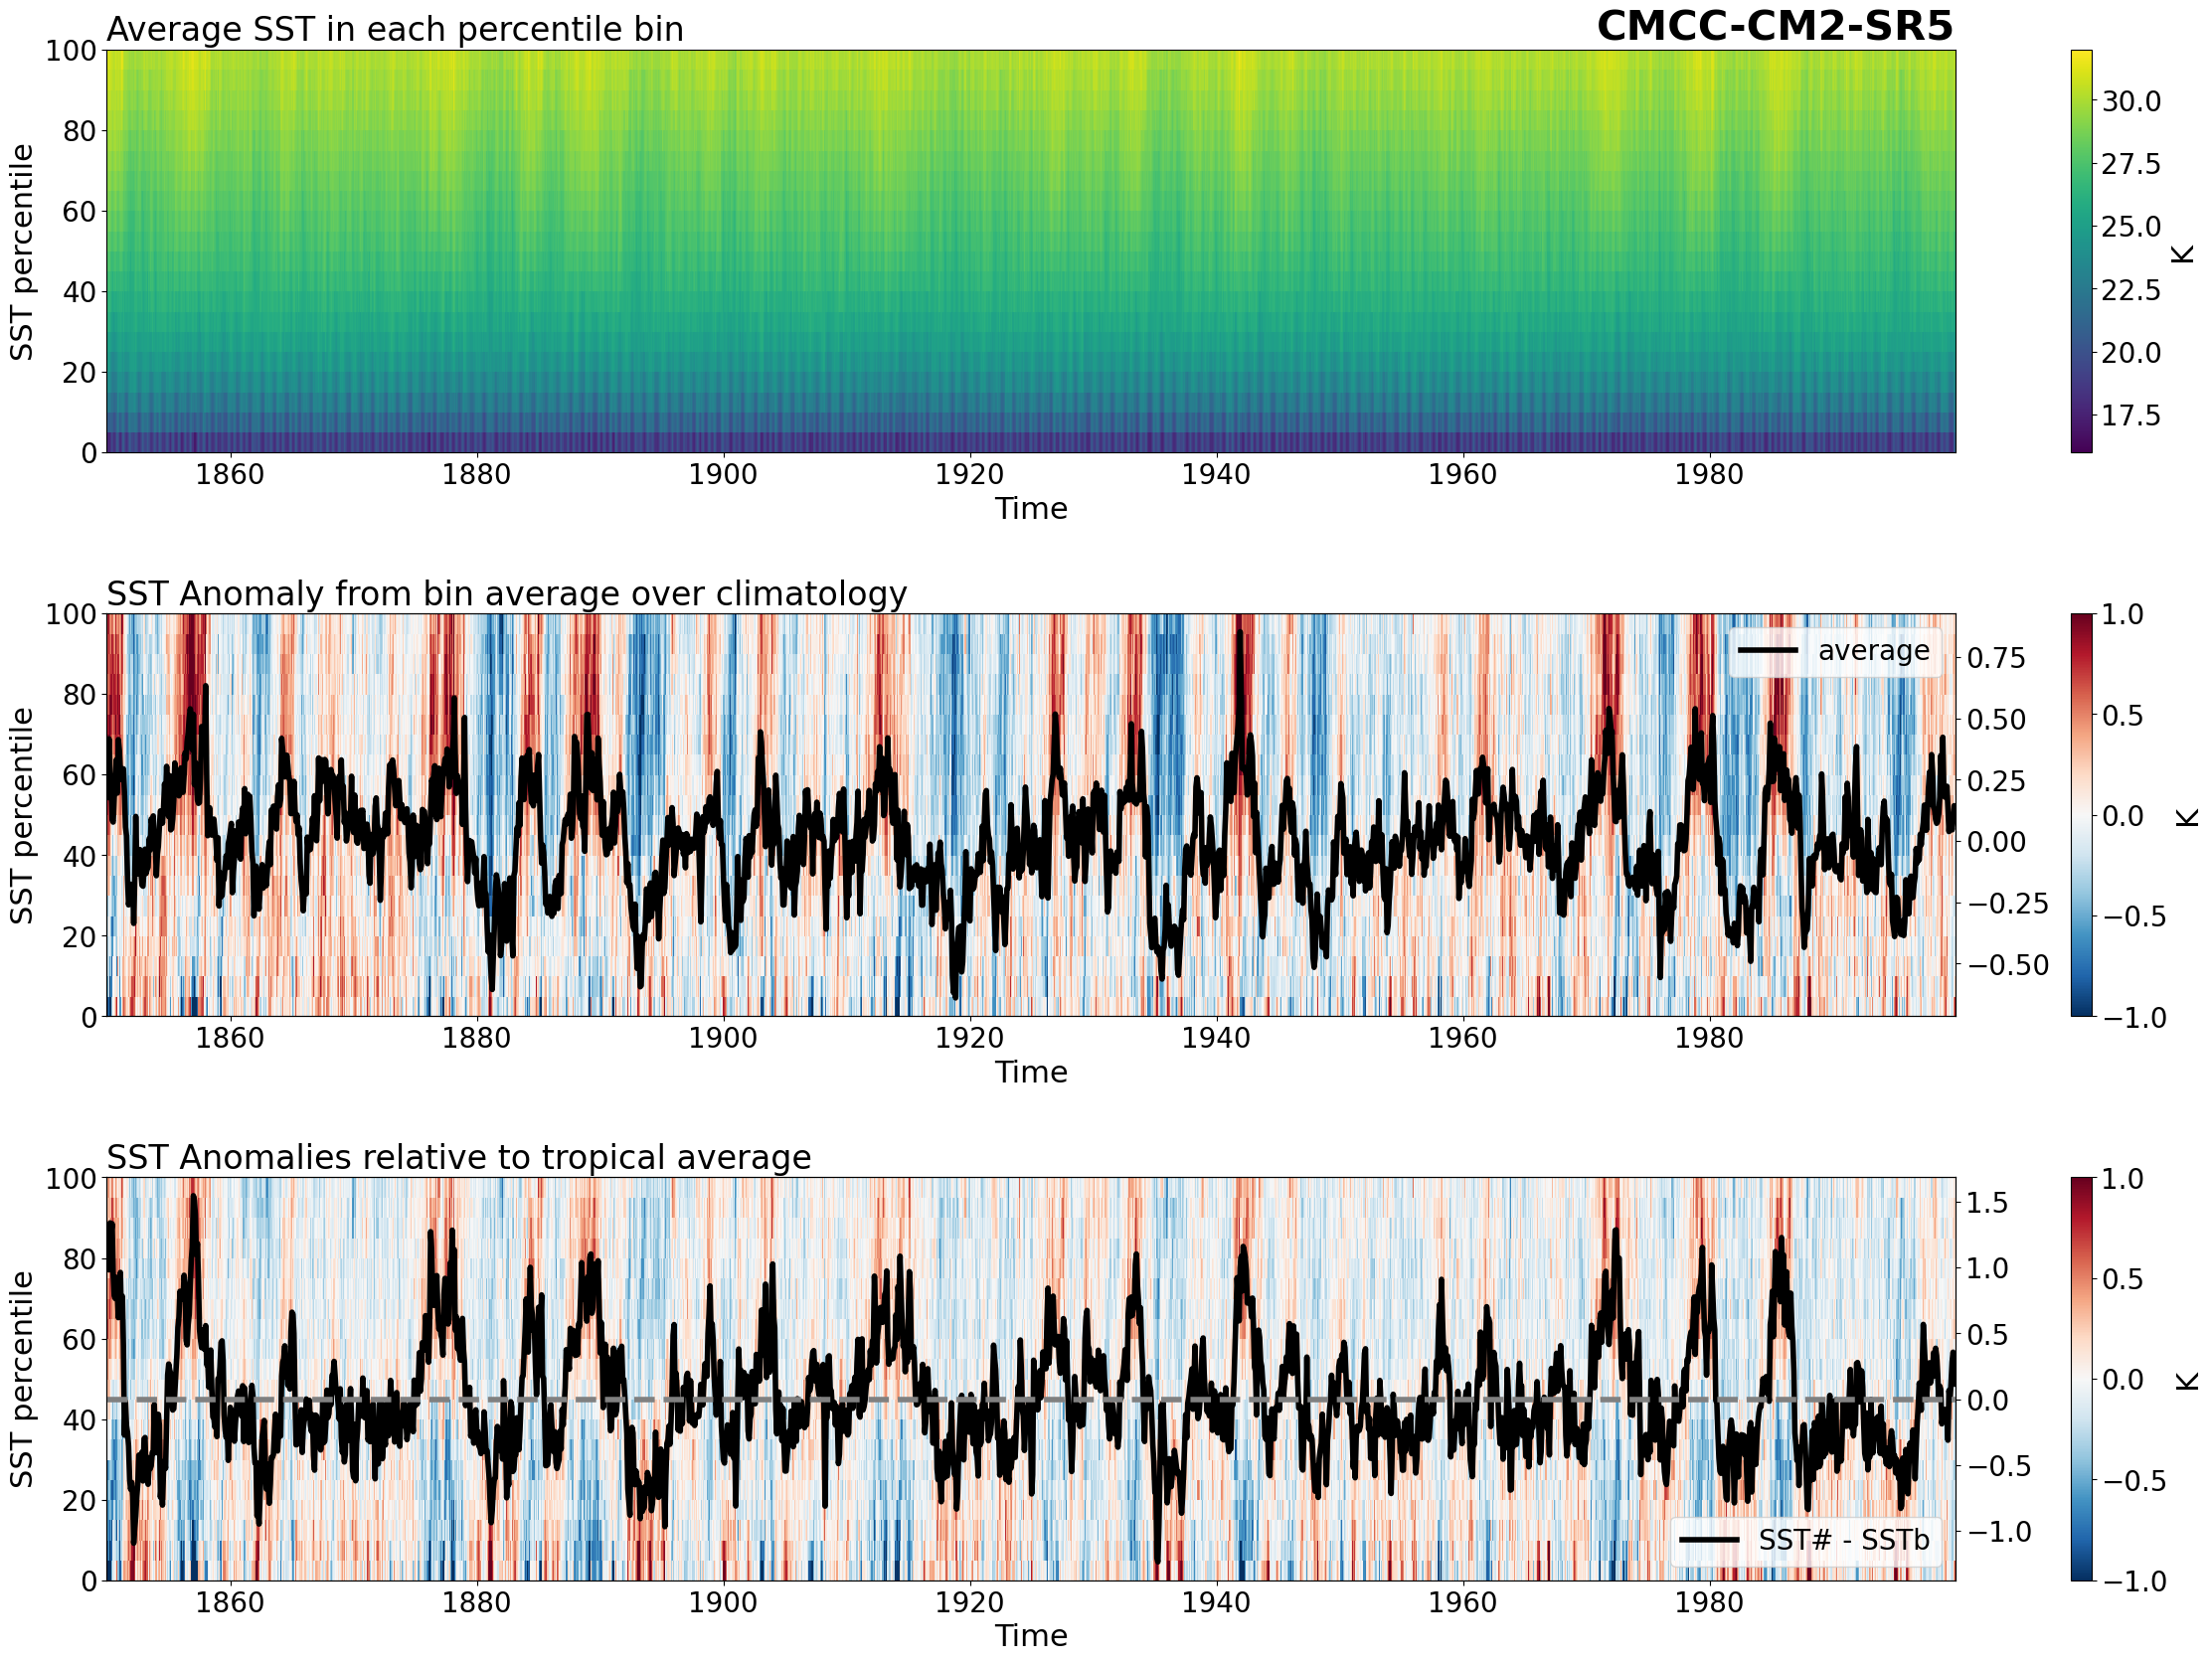 Average SST in each percentile bin
CMCC-CM2-SR5
SST percentile
100
80
60
40
20
0
1860 1880 1900 1920 1940 1960 1980
Time
30.0
27.5
25.0
22.5
20.0
17.5
K
SST Anomaly from bin average over climatology
SST percentile
100
80
60
40
20
0
1860 1880 1900 1920 1940 1960 1980
Time
average
0.75
0.50
0.25
0.00
−0.25
−0.50
1.0
0.5
0.0
−0.5
−1.0
K
SST Anomalies relative to tropical average
SST percentile
100
80
60
40
20
0
1860 1880 1900 1920 1940 1960 1980
Time
SST# - SSTb
1.5
1.0
0.5
0.0
−0.5
−1.0
1.0
0.5
0.0
−0.5
−1.0
K